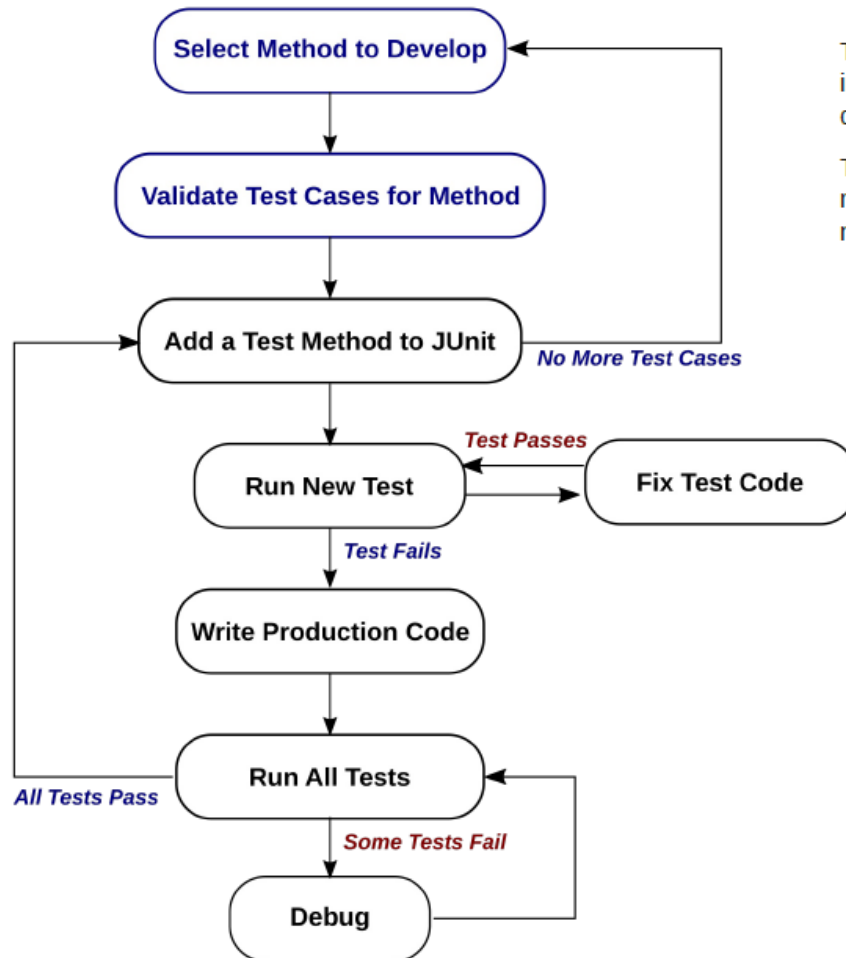 Select Method to Develop
Validate Test Cases for Method
Add a Test Method to JUnit
No More Test Cases
Test Passes
Run New Test
Fix Test Code
Test Fails
Write Production Code
Run All Tests
All Tests Pass
Some Tests Fail
Debug